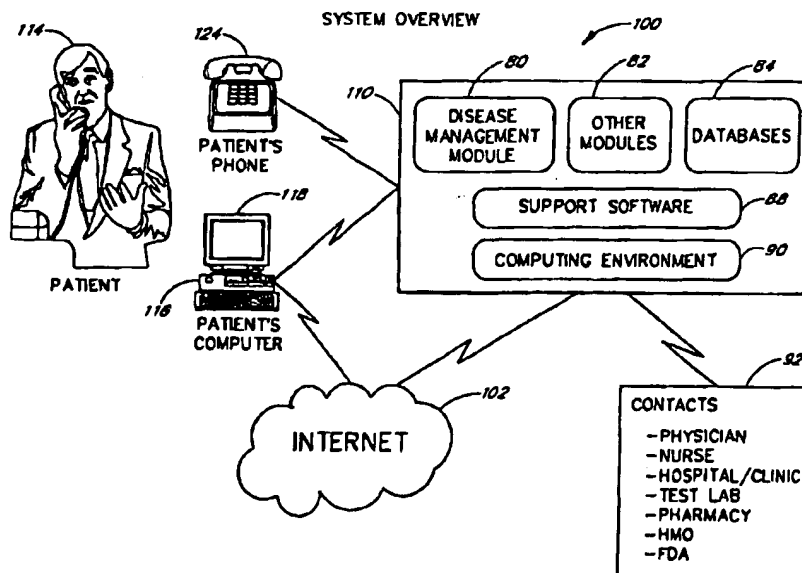 SYSTEM OVERVIEW
114
124
100
80
82
84
110
DISEASE
MANAGEMENT
MODULE
OTHER
MODULES
DATABASES
PATIENT'S
PHONE
SUPPORT SOFTWARE
88
118
COMPUTING ENVIRONMENT
90
PATIENT
116
PATIENT'S
COMPUTER
102
92
INTERNET
CONTACTS
-PHYSICIAN
-NURSE
-HOSPITAL/CLINIC
-TEST LAB
-PHARMACY
-HMO
-FDA